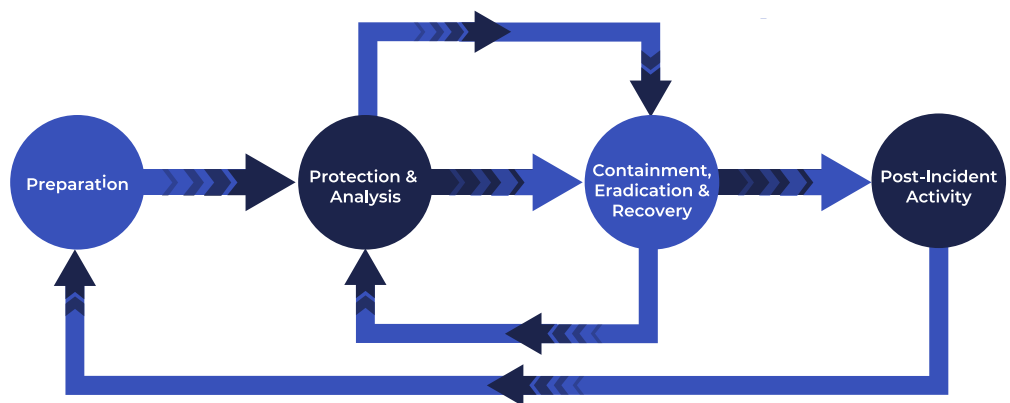 Preparation
Protection &
Analysis
Containment,
Eradication &
Recovery
Post-Incident
Activity